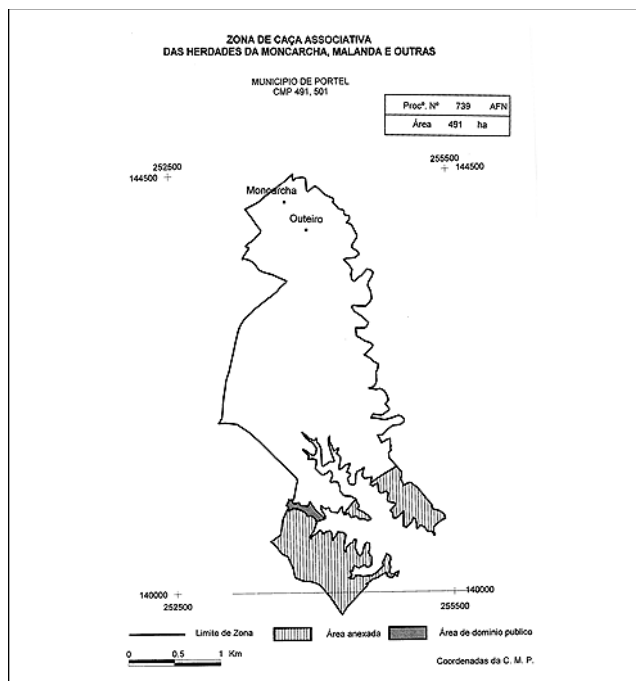 ZONA DE CAÇA ASSOCIATIVA
DAS HERDADES DA MONCARCHA, MALANDA E OUTRAS
MUNICIPIO DE PORTEL
CMP 491, 501
Procº. Nº 739 AFN
Área 491 ha
252500
144500
255500
144500
Moncarcha
Outeiro
140000
252500
140000
255500
Limite de Zona
Área anexada
Área de dominio publico
0 0.5 1 Km
Coordenadas da C. M. P.